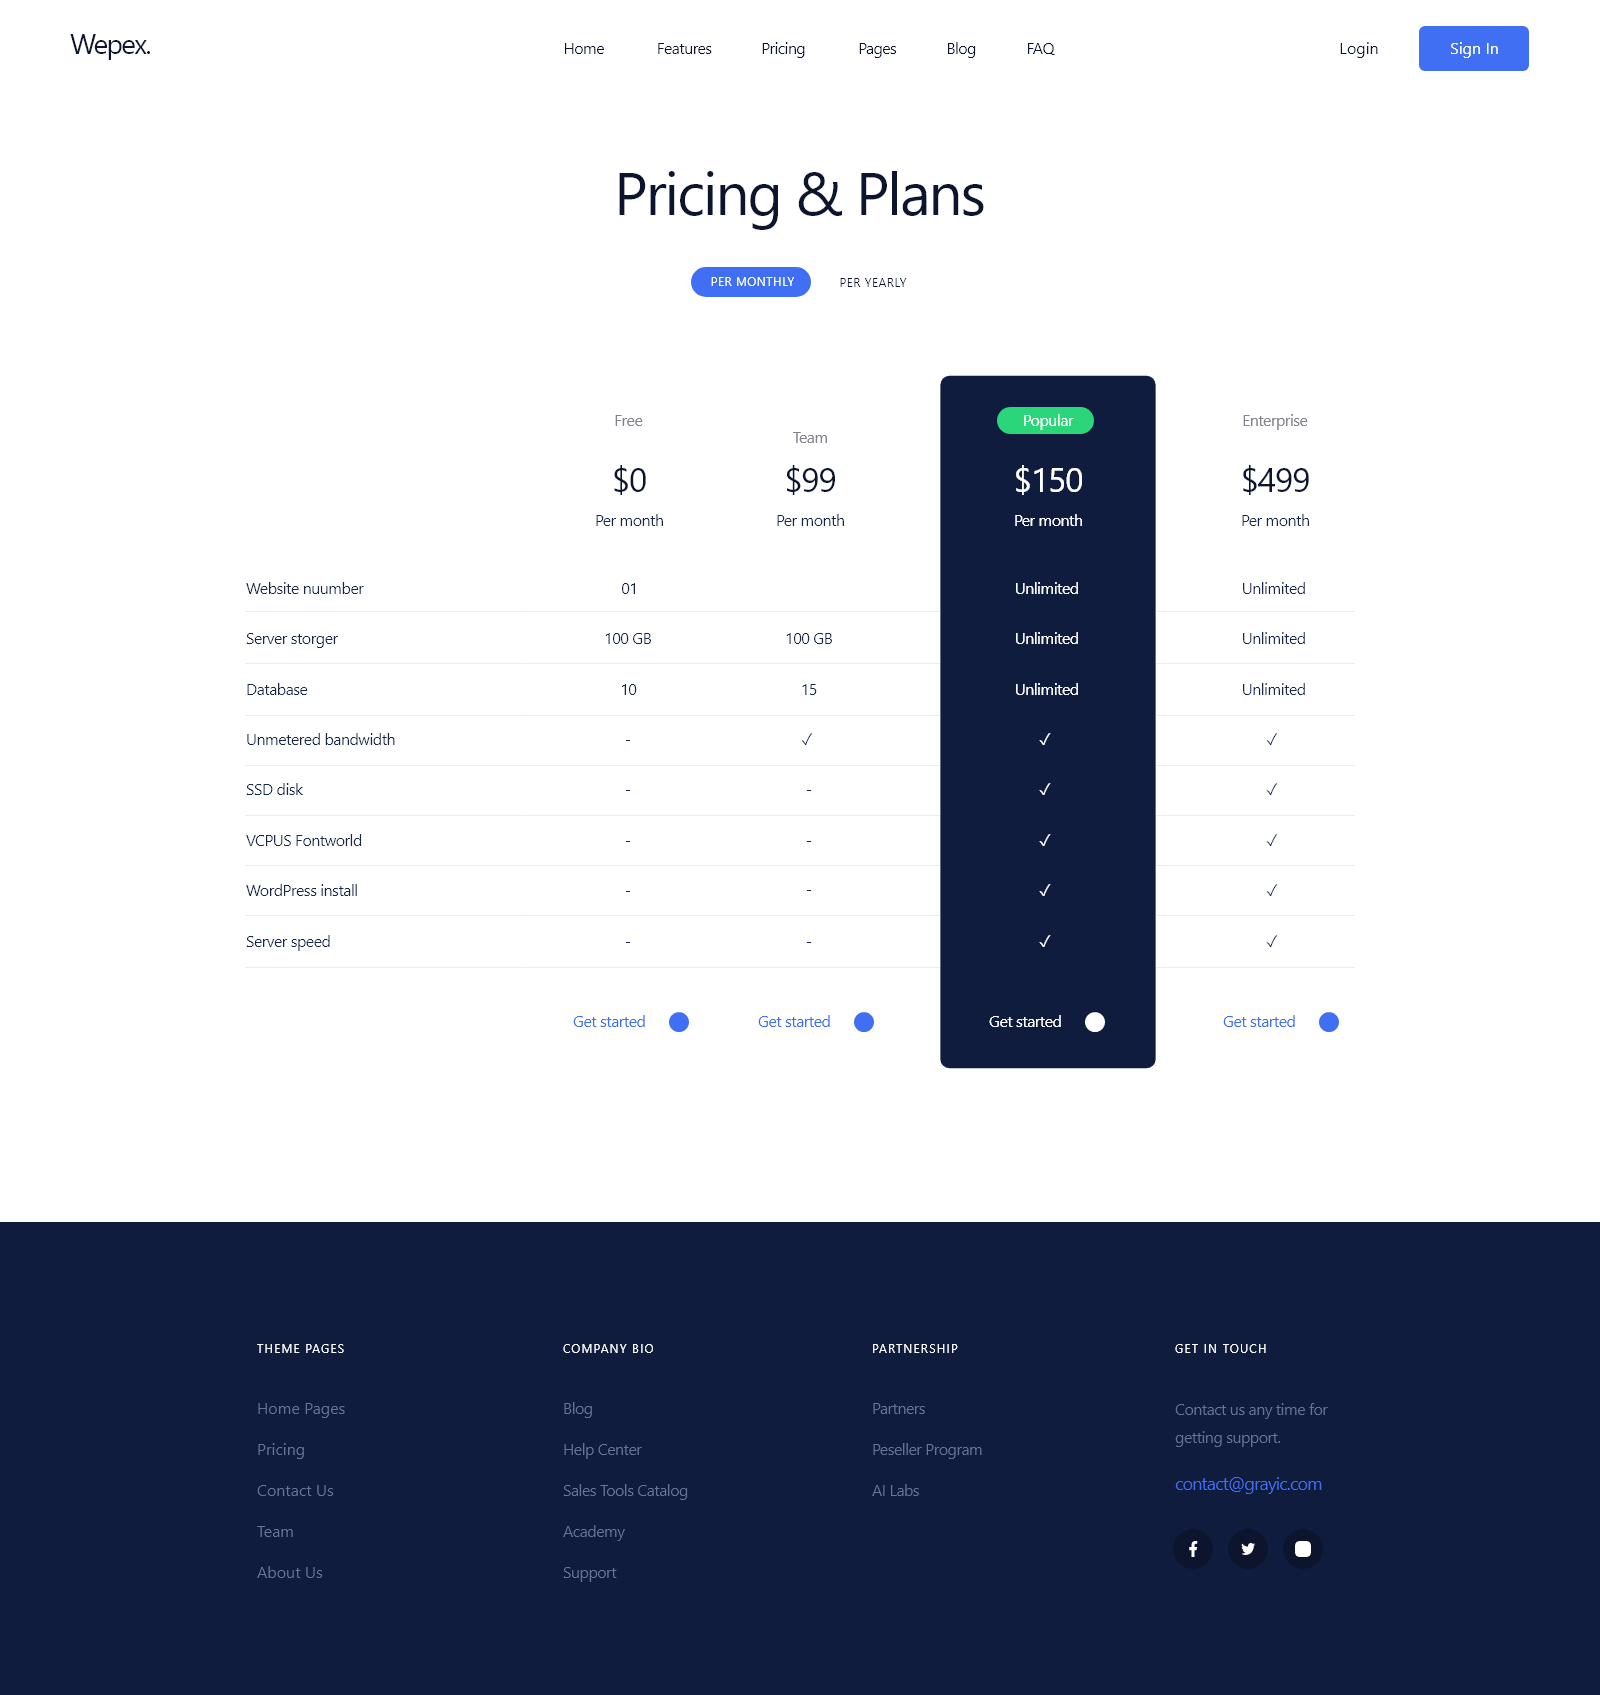 Wepex.
Home Features Pricing Pages Blog FAQ Login Sign In
Pricing & Plans
PER MONTHLY PER YEARLY
Free Team Popular Enterprise
$0 $99 $150 $499
Per month Per month Per month Per month
Website nuumber 01 Unlimited Unlimited
Server storger 100 GB 100 GB Unlimited Unlimited
Database 10 15 Unlimited Unlimited
Unmetered bandwidth - ✓ ✓ ✓
SSD disk - - ✓ ✓
VCPUS Fontworld - - ✓ ✓
WordPress install - - ✓ ✓
Server speed - - ✓ ✓
Get started Get started Get started Get started
THEME PAGES
Home Pages
Pricing
Contact Us
Team
About Us
COMPANY BIO
Blog
Help Center
Sales Tools Catalog
Academy
Support
PARTNERSHIP
Partners
Peseller Program
AI Labs
GET IN TOUCH
Contact us any time for
getting support.
contact@grayic.com